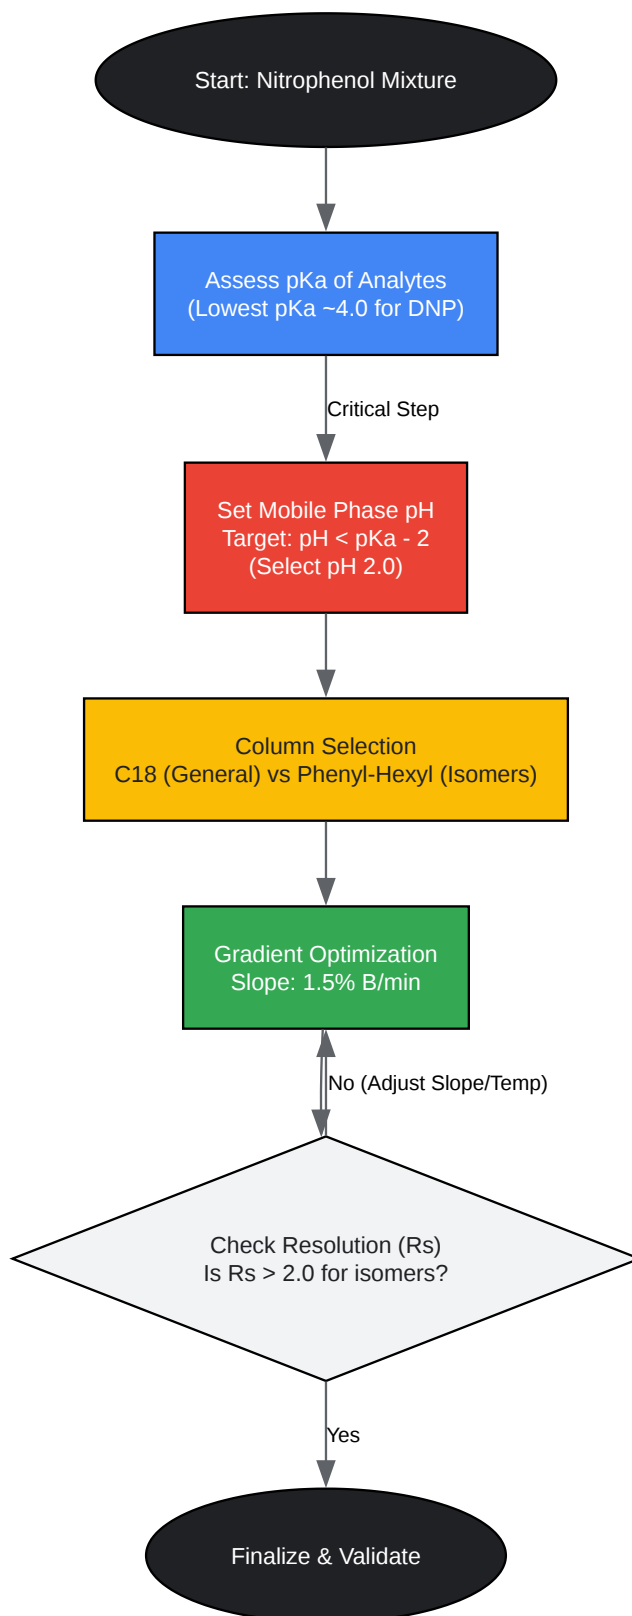 Start: Nitrophenol Mixture
Assess pKa of Analytes
(Lowest pKa ~4.0 for DNP)
Critical Step
Set Mobile Phase pH
Target: pH < pKa - 2
(Select pH 2.0)
Column Selection
C18 (General) vs Phenyl-Hexyl (Isomers)
Gradient Optimization
Slope: 1.5% B/min
No (Adjust Slope/Temp)
Check Resolution (Rs)
Is Rs > 2.0 for isomers?
Yes
Finalize & Validate